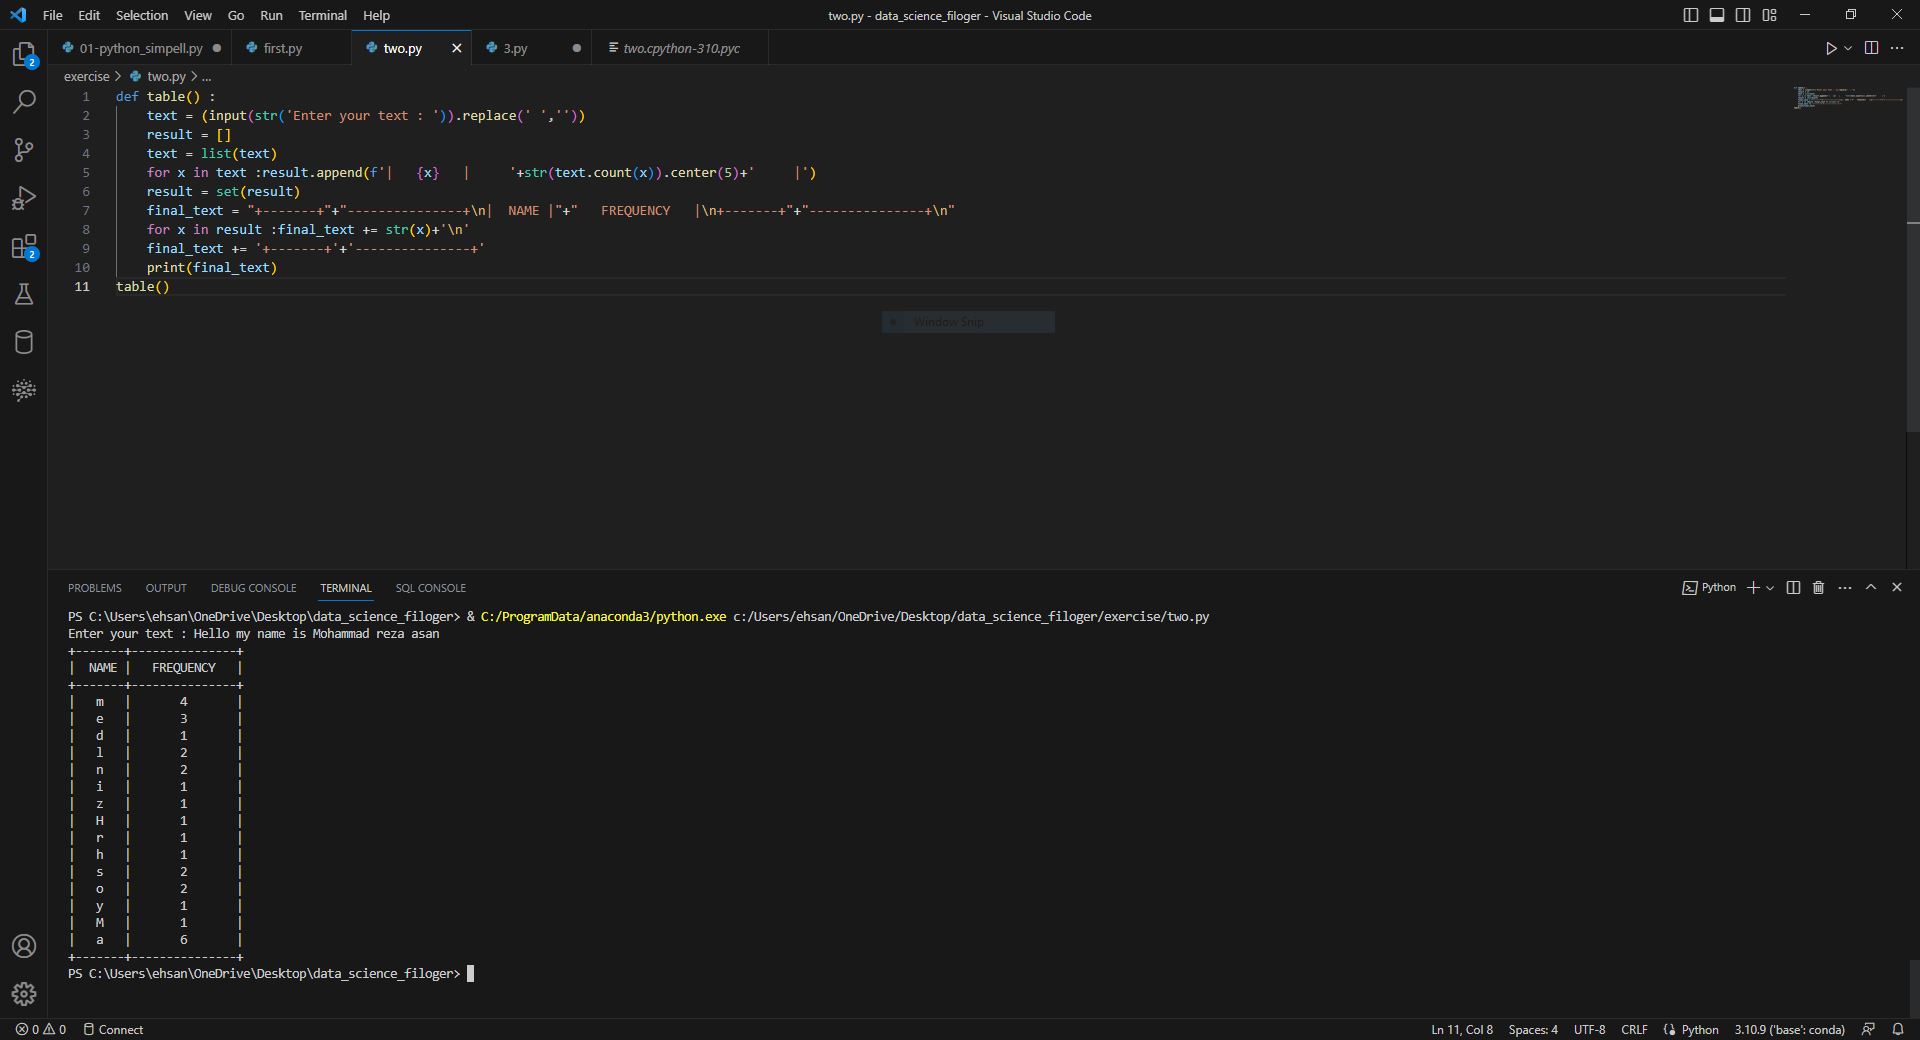 File Edit Selection View Go Run Terminal Help two.py - data_science_filoger - Visual Studio Code
01-python_simpell.py first.py two.py 3.py two.cpython-310.pyc
exercise > two.py > ...
1 def table() :
2     text = (input(str('Enter your text : ')).replace(' ',''))
3     result = []
4     text = list(text)
5     for x in text :result.append(f'|   {x}   |     '+str(text.count(x)).center(5)+'     |')
6     result = set(result)
7     final_text = "+-------+"+"---------------+\n|  NAME |"+"   FREQUENCY   |\n+-------+"+"---------------+\n"
8     for x in result :final_text += str(x)+'\n'
9     final_text += '+-------+'+'---------------+'
10     print(final_text)
11 table()
Window Snip
PROBLEMS OUTPUT DEBUG CONSOLE TERMINAL SQL CONSOLE Python
PS C:\Users\ehsan\OneDrive\Desktop\data_science_filoger> & C:/ProgramData/anaconda3/python.exe c:/Users/ehsan/OneDrive/Desktop/data_science_filoger/exercise/two.py
Enter your text : Hello my name is Mohammad reza asan
+-------+---------------+
|  NAME |   FREQUENCY   |
+-------+---------------+
|   m   |       4       |
|   e   |       3       |
|   d   |       1       |
|   l   |       2       |
|   n   |       2       |
|   i   |       1       |
|   z   |       1       |
|   H   |       1       |
|   r   |       1       |
|   h   |       1       |
|   s   |       2       |
|   o   |       2       |
|   y   |       1       |
|   M   |       1       |
|   a   |       6       |
+-------+---------------+
PS C:\Users\ehsan\OneDrive\Desktop\data_science_filoger>
2
2
0 0 Connect Ln 11, Col 8 Spaces: 4 UTF-8 CRLF Python 3.10.9 ('base': conda)